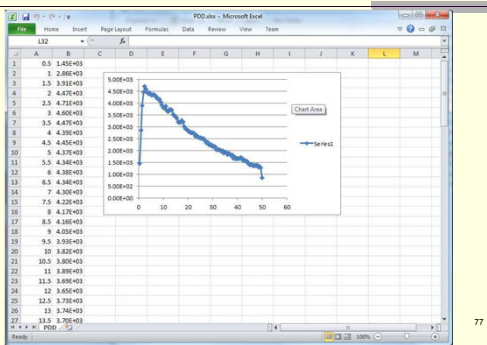 PDD.xlsx - Microsoft Excel
File Home Insert Page Layout Formulas Data Review View Team
L32 fx
A B C D E F G H I J K L M
1 0.5 1.45E+03
2 1 2.86E+03
3 1.5 3.91E+03
4 2 4.47E+03
5 2.5 4.71E+03
6 3 4.60E+03
7 3.5 4.47E+03
8 4 4.39E+03
9 4.5 4.45E+03
10 5 4.37E+03
11 5.5 4.34E+03
12 6 4.38E+03
13 6.5 4.34E+03
14 7 4.30E+03
15 7.5 4.22E+03
16 8 4.17E+03
17 8.5 4.16E+03
18 9 4.05E+03
19 9.5 3.93E+03
20 10 3.82E+03
21 10.5 3.80E+03
22 11 3.89E+03
23 11.5 3.69E+03
24 12 3.65E+03
25 12.5 3.73E+03
26 13 3.74E+03
27 13.5 3.70E+03
5.00E+03
4.50E+03
4.00E+03
3.50E+03
3.00E+03
2.50E+03
2.00E+03
1.50E+03
1.00E+03
5.00E+02
0.00E+00
0 10 20 30 40 50 60
Chart Area
Series1
PDD
Ready 100%
77